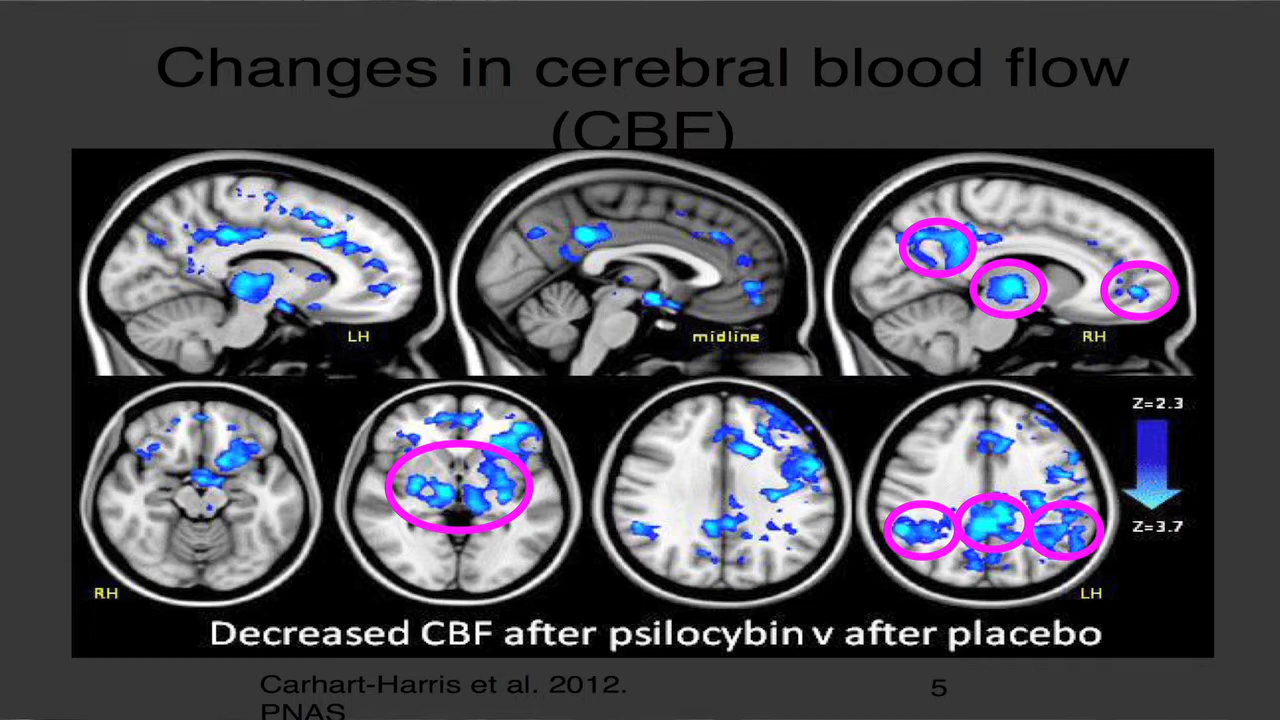 Changes in cerebral blood flow
(CBF)
LH
midline
RH
Z=2.3
Z=3.7
RH
LH
Decreased CBF after psilocybin v after placebo
Carhart-Harris et al. 2012.
PNAS
5